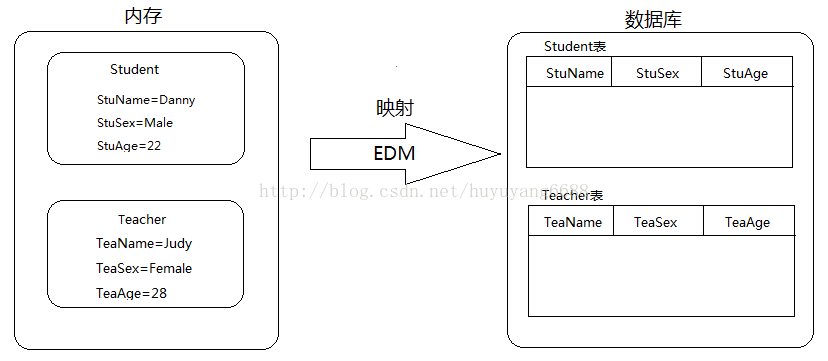 内存
Student
StuName=Danny
StuSex=Male
StuAge=22
Teacher
TeaName=Judy
TeaSex=Female
TeaAge=28
映射
EDM
http://blog.csdn.net/huyuyang6688
数据库
Student表
StuName StuSex StuAge
Teacher表
TeaName TeaSex TeaAge